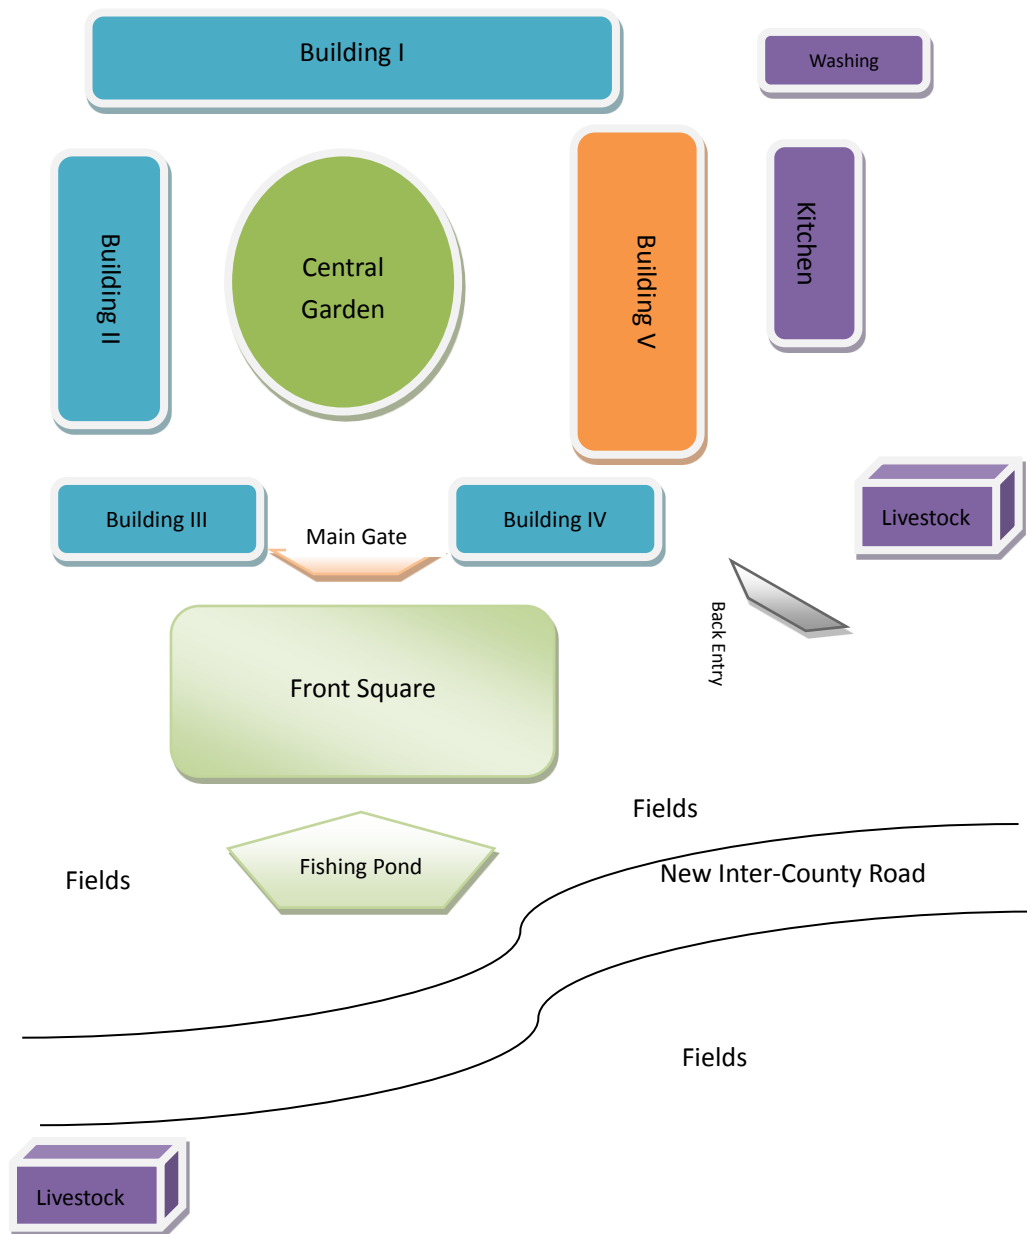 Building I
Washing
Building II
Central
Garden
Building V
Kitchen
Building III
Main Gate
Building IV
Livestock
Back Entry
Front Square
Fields
Fishing Pond
New Inter-County Road
Fields
Fields
Livestock